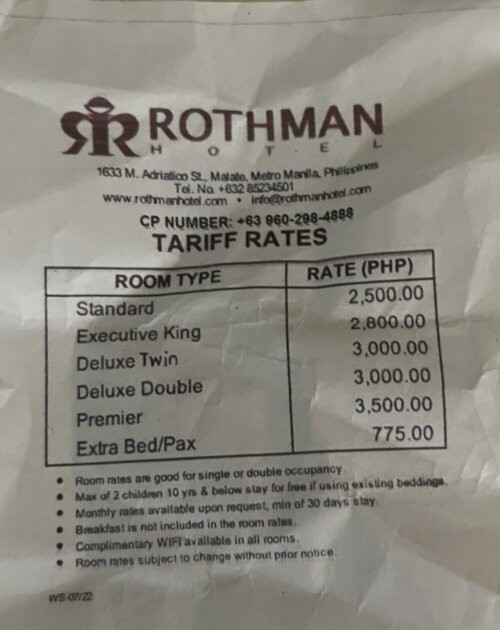 ROTHMAN
HOTEL
1633 M. Adriatico St., Malate, Metro Manila, Philippines
Tel. No. +632 85234501
www.rothmanhotel.com • info@rothmanhotel.com
CP NUMBER: +63 960-298-4888
TARIFF RATES
ROOM TYPE RATE (PHP)
Standard 2,500.00
Executive King 2,800.00
Deluxe Twin 3,000.00
Deluxe Double 3,000.00
Premier 3,500.00
Extra Bed/Pax 775.00
• Room rates are good for single or double occupancy.
• Max of 2 children 10 yrs & below stay for free if using existing beddings.
• Monthly rates available upon request, min of 30 days stay.
• Breakfast is not included in the room rates.
• Complimentary WIFI available in all rooms.
• Room rates subject to change without prior notice.
WS-07/22